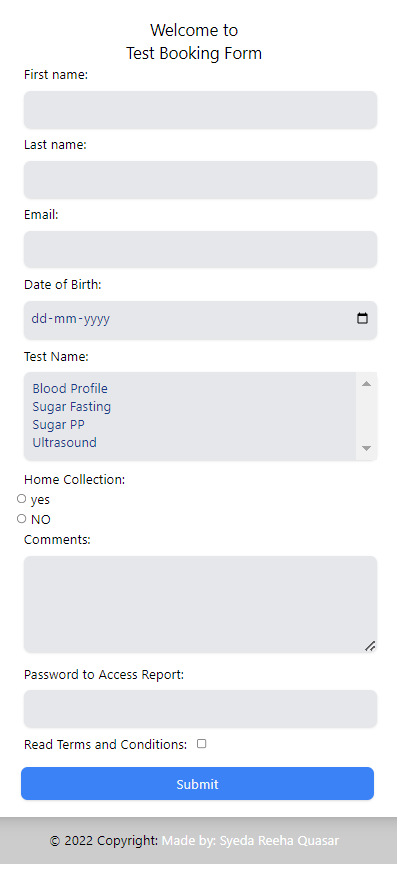 Welcome to
Test Booking Form
First name:
Last name:
Email:
Date of Birth:
dd-mm-yyyy
Test Name:
Blood Profile
Sugar Fasting
Sugar PP
Ultrasound
Home Collection:
yes
NO
Comments:
Password to Access Report:
Read Terms and Conditions:
Submit
© 2022 Copyright: Made by: Syeda Reeha Quasar